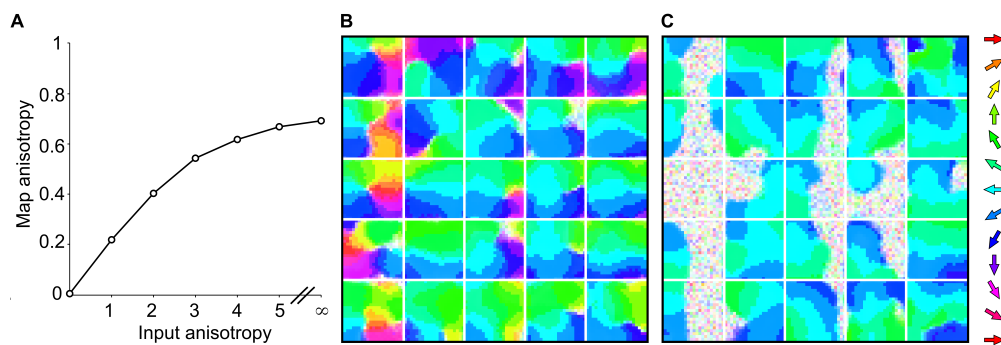 A
B
C
1
0.8
0.6
0.4
0.2
0
1 2 3 4 5 ∞
Map anisotropy
Input anisotropy